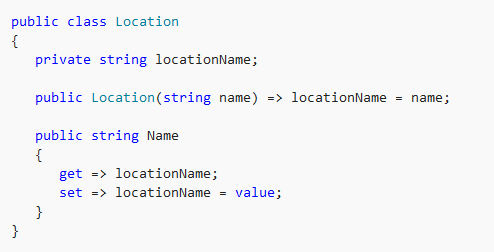 public class Location
{
   private string locationName;

   public Location(string name) => locationName = name;

   public string Name
   {
      get => locationName;
      set => locationName = value;
   }
}